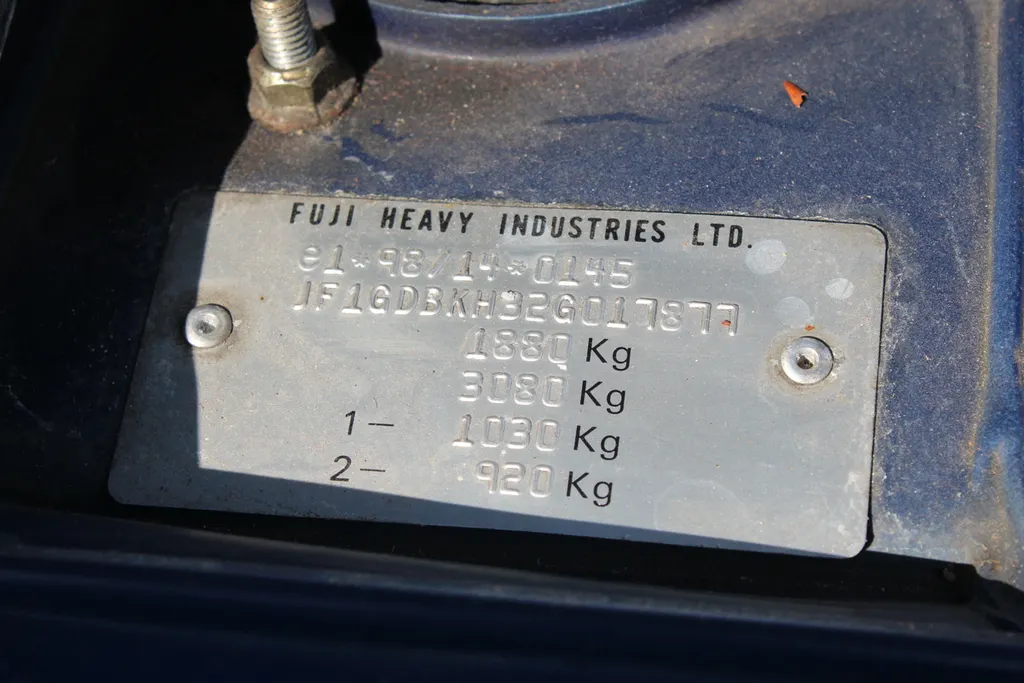 FUJI HEAVY INDUSTRIES LTD.
e1*98/14*0145
JF1GDBKH32G017877
1880 Kg
3080 Kg
1- 1030 Kg
2- 920 Kg